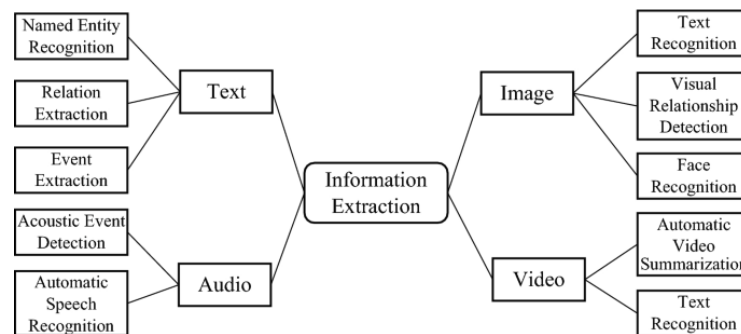 Named Entity
Recognition
Relation
Extraction
Event
Extraction
Text
Acoustic Event
Detection
Automatic
Speech
Recognition
Audio
Information
Extraction
Image
Text
Recognition
Visual
Relationship
Detection
Face
Recognition
Video
Automatic
Video
Summarization
Text
Recognition